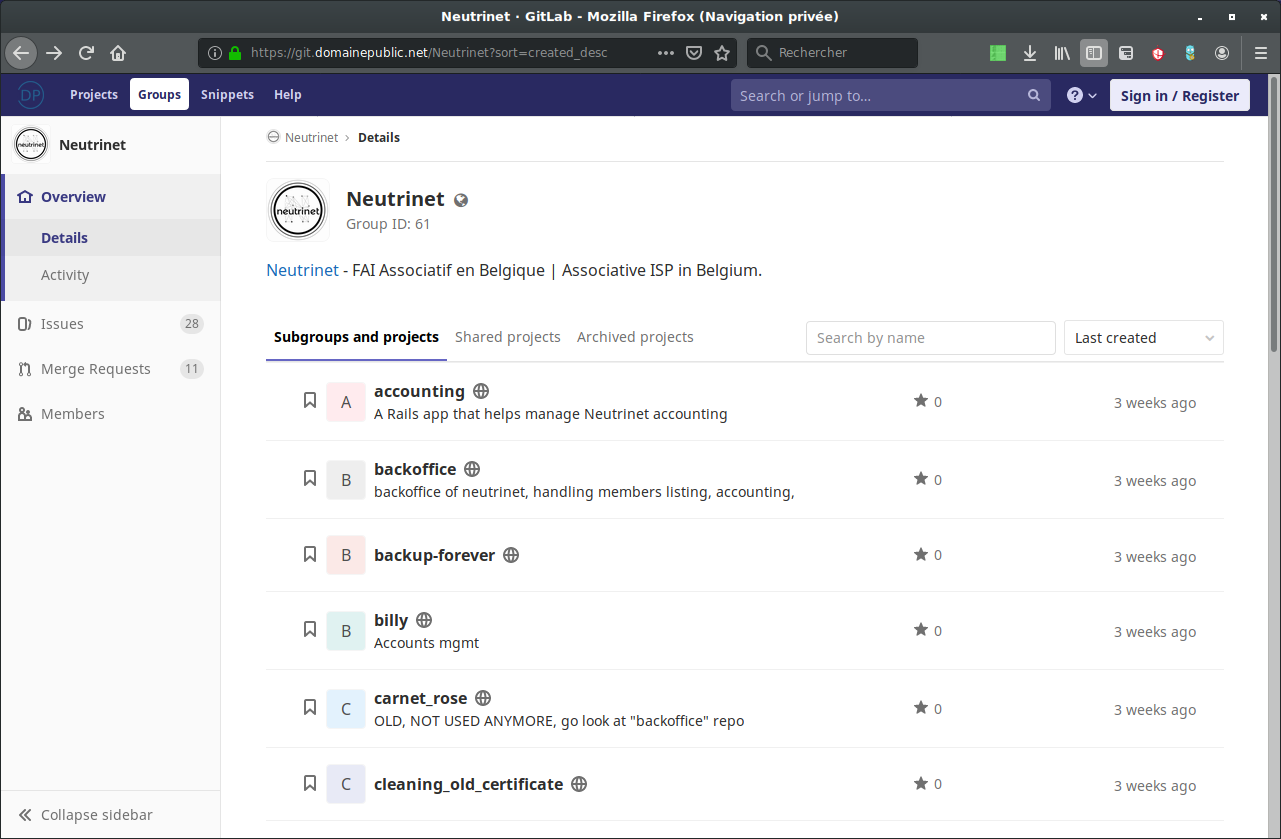 Neutrinet · GitLab - Mozilla Firefox (Navigation privée)
https://git.domainepublic.net/Neutrinet?sort=created_desc
Rechercher
DP
Projects
Groups
Snippets
Help
Search or jump to...
Sign in / Register
neutrinet
Neutrinet
Overview
Details
Activity
Issues 28
Merge Requests 11
Members
Collapse sidebar
Neutrinet › Details
neutrinet
Neutrinet
Group ID: 61
Neutrinet - FAI Associatif en Belgique | Associative ISP in Belgium.
Subgroups and projects
Shared projects
Archived projects
Search by name
Last created
A
accounting
A Rails app that helps manage Neutrinet accounting
0
3 weeks ago
B
backoffice
backoffice of neutrinet, handling members listing, accounting,
0
3 weeks ago
B
backup-forever
0
3 weeks ago
B
billy
Accounts mgmt
0
3 weeks ago
C
carnet_rose
OLD, NOT USED ANYMORE, go look at "backoffice" repo
0
3 weeks ago
C
cleaning_old_certificate
0
3 weeks ago